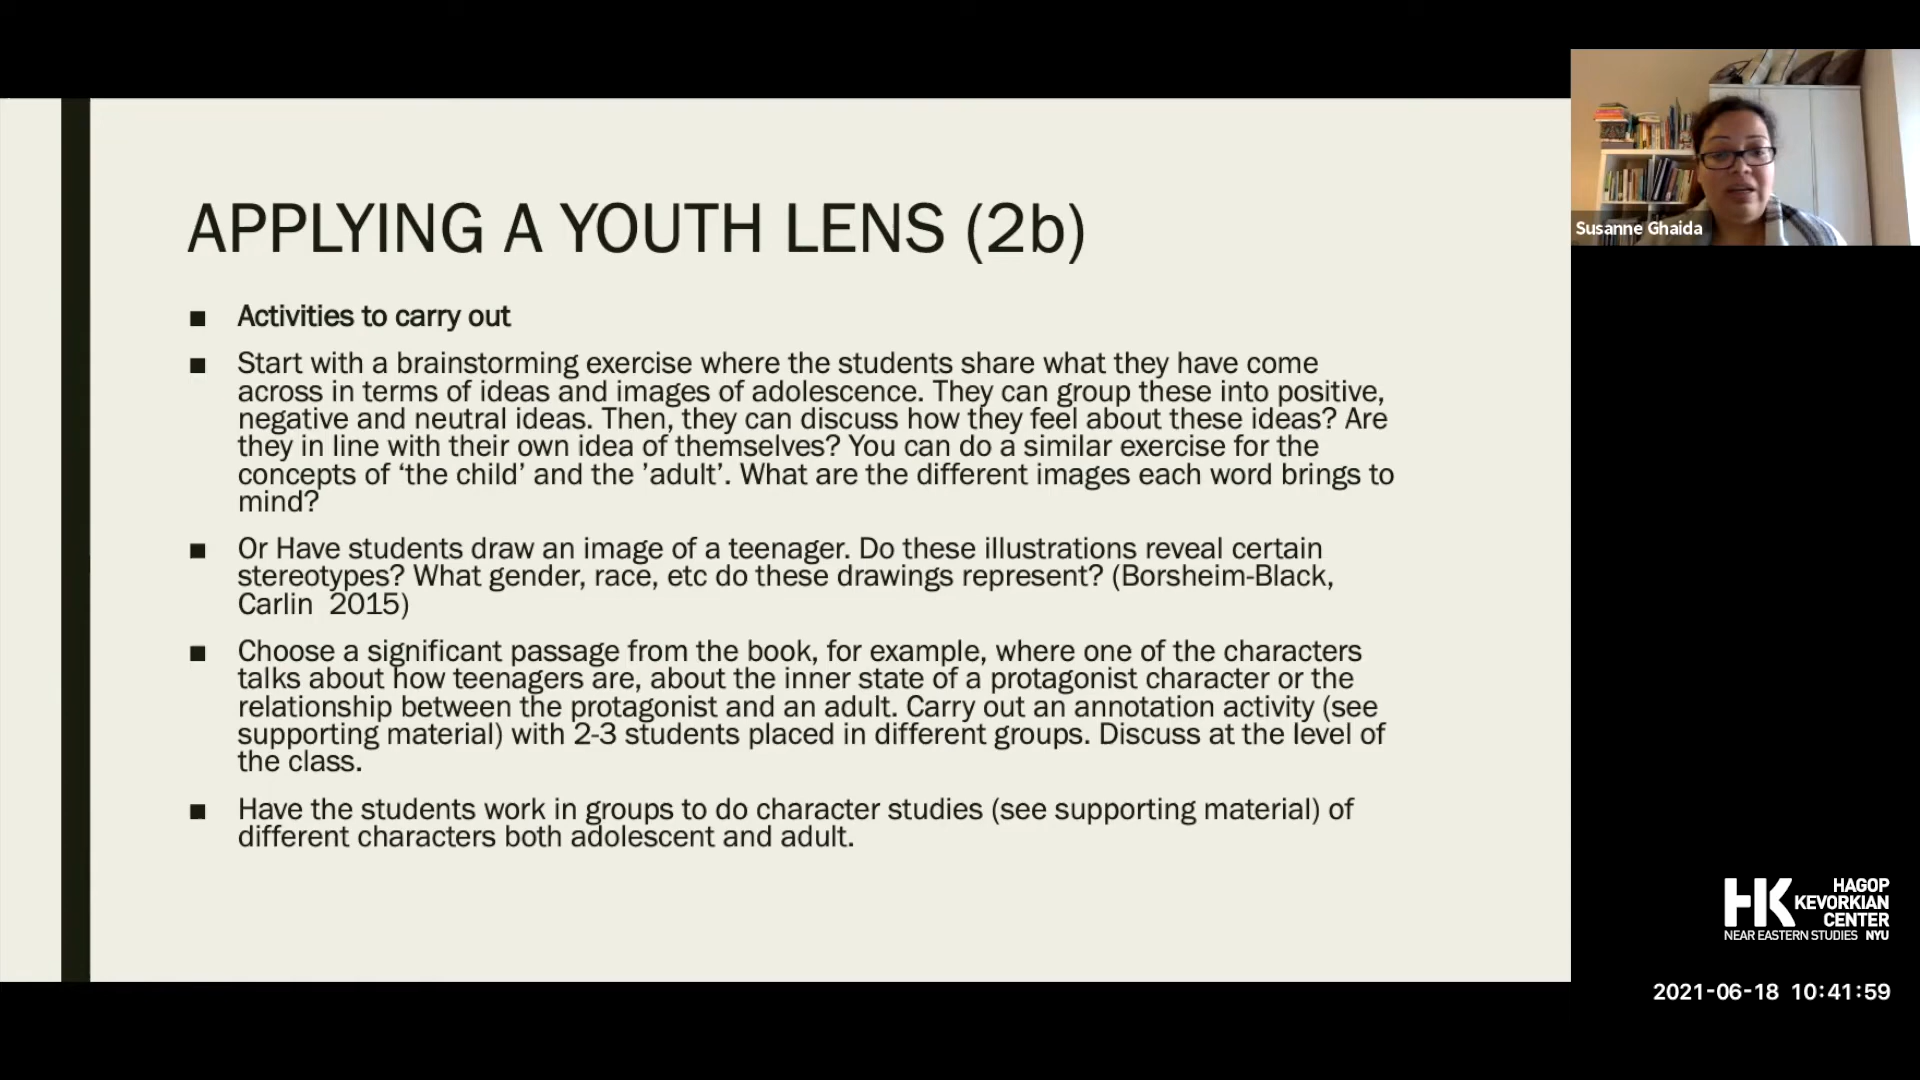 APPLYING A YOUTH LENS (2b)
■ Activities to carry out
■ Start with a brainstorming exercise where the students share what they have come
across in terms of ideas and images of adolescence. They can group these into positive,
negative and neutral ideas. Then, they can discuss how they feel about these ideas? Are
they in line with their own idea of themselves? You can do a similar exercise for the
concepts of ‘the child’ and the ’adult’. What are the different images each word brings to
mind?
■ Or Have students draw an image of a teenager. Do these illustrations reveal certain
stereotypes? What gender, race, etc do these drawings represent? (Borsheim-Black,
Carlin  2015)
■ Choose a significant passage from the book, for example, where one of the characters
talks about how teenagers are, about the inner state of a protagonist character or the
relationship between the protagonist and an adult. Carry out an annotation activity (see
supporting material) with 2-3 students placed in different groups. Discuss at the level of
the class.
■ Have the students work in groups to do character studies (see supporting material) of
different characters both adolescent and adult.
Susanne Ghaida
HK
HAGOP
KEVORKIAN
CENTER
NEAR EASTERN STUDIES NYU
2021-06-18 10:41:59